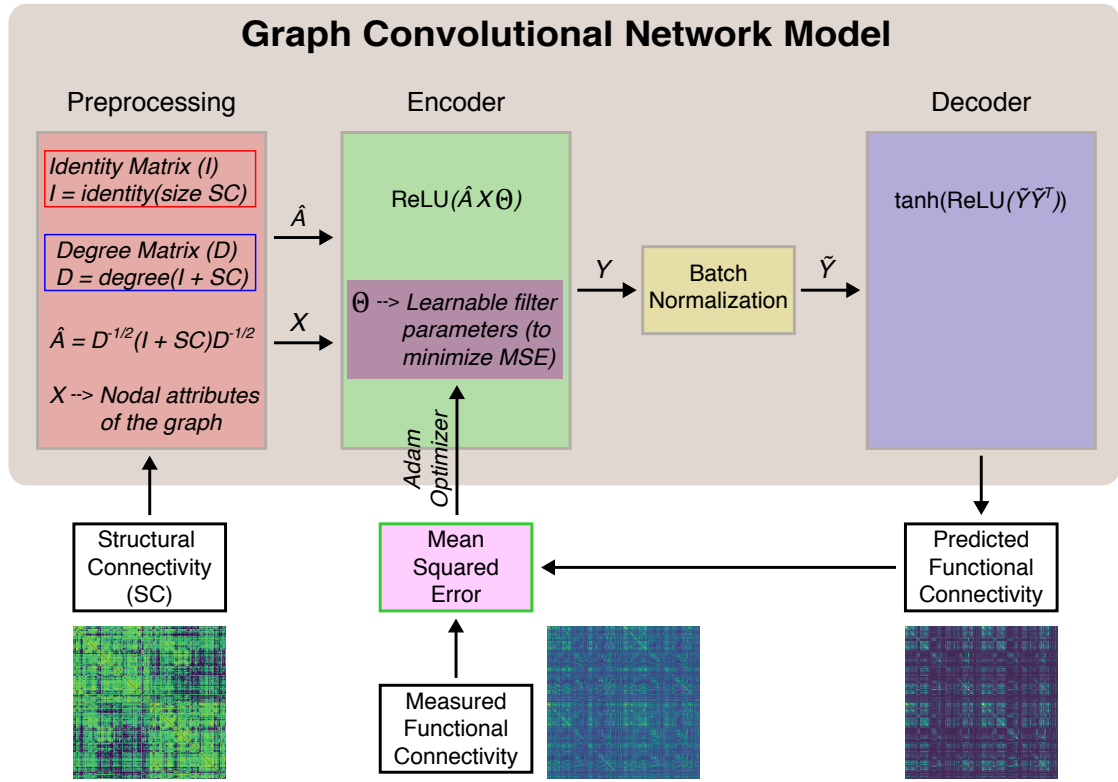 Graph Convolutional Network Model
Preprocessing
Identity Matrix (I)
I = identity(size SC)
Degree Matrix (D)
D = degree(I + SC)
Â = D^{-1/2}(I + SC)D^{-1/2}
X --> Nodal attributes
of the graph
Â
X
Encoder
ReLU(Â X Θ)
Θ --> Learnable filter
parameters (to
minimize MSE)
Y
Batch
Normalization
Ỹ
Decoder
tanh(ReLU(ỸỸᵀ))
Adam
Optimizer
Structural
Connectivity
(SC)
Mean
Squared
Error
Predicted
Functional
Connectivity
Measured
Functional
Connectivity